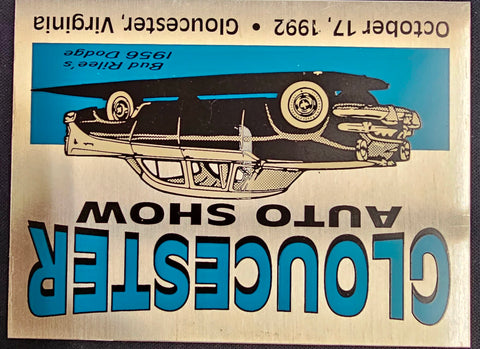 GLOUCESTER
AUTO SHOW
Bud Rilee's
1956 Dodge
October 17, 1992 • Gloucester, Virginia